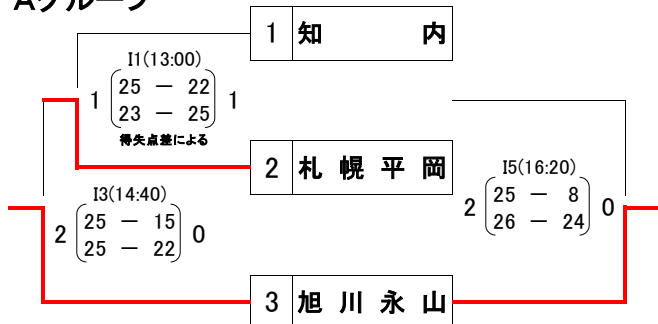 Aグループ
1 知 内
I1(13:00)
1 25 － 22 1
23 － 25
得失点差による
2 札 幌 平 岡
I5(16:20)
2 25 － 8 0
26 － 24
I3(14:40)
2 25 － 15 0
25 － 22
3 旭 川 永 山